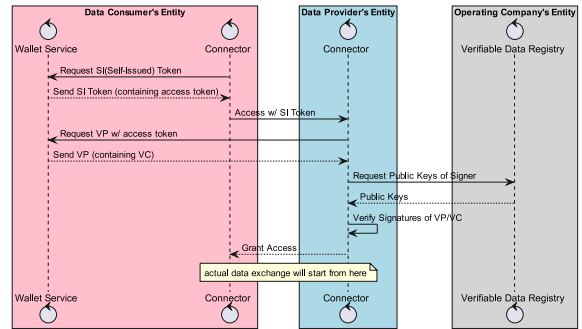 Data Consumer's Entity
Data Provider's Entity
Operating Company's Entity
Wallet Service
Connector
Connector
Verifiable Data Registry
Request SI(Self-Issued) Token
Send SI Token (containing access token)
Access w/ SI Token
Request VP w/ access token
Send VP (containing VC)
Request Public Keys of Signer
Public Keys
Verify Signatures of VP/VC
Grant Access
actual data exchange will start from here
Wallet Service
Connector
Connector
Verifiable Data Registry